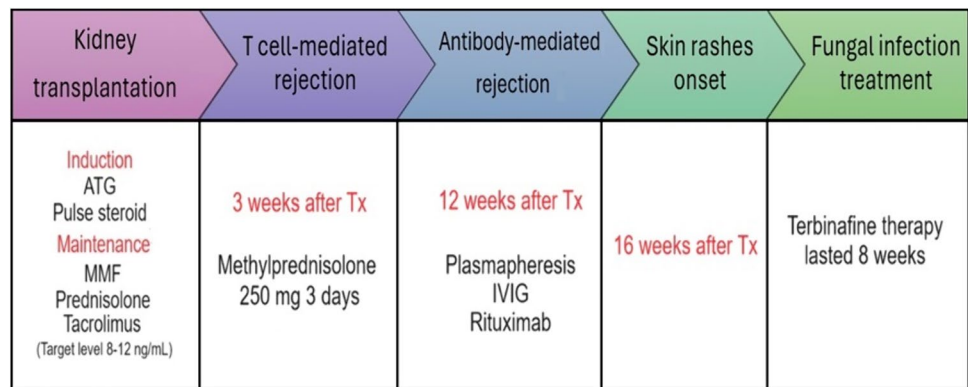 Kidney
transplantation
T cell-mediated
rejection
Antibody-mediated
rejection
Skin rashes
onset
Fungal infection
treatment
Induction
ATG
Pulse steroid
Maintenance
MMF
Prednisolone
Tacrolimus
(Target level 8-12 ng/mL)
3 weeks after Tx
Methylprednisolone
250 mg 3 days
12 weeks after Tx
Plasmapheresis
IVIG
Rituximab
16 weeks after Tx
Terbinafine therapy
lasted 8 weeks